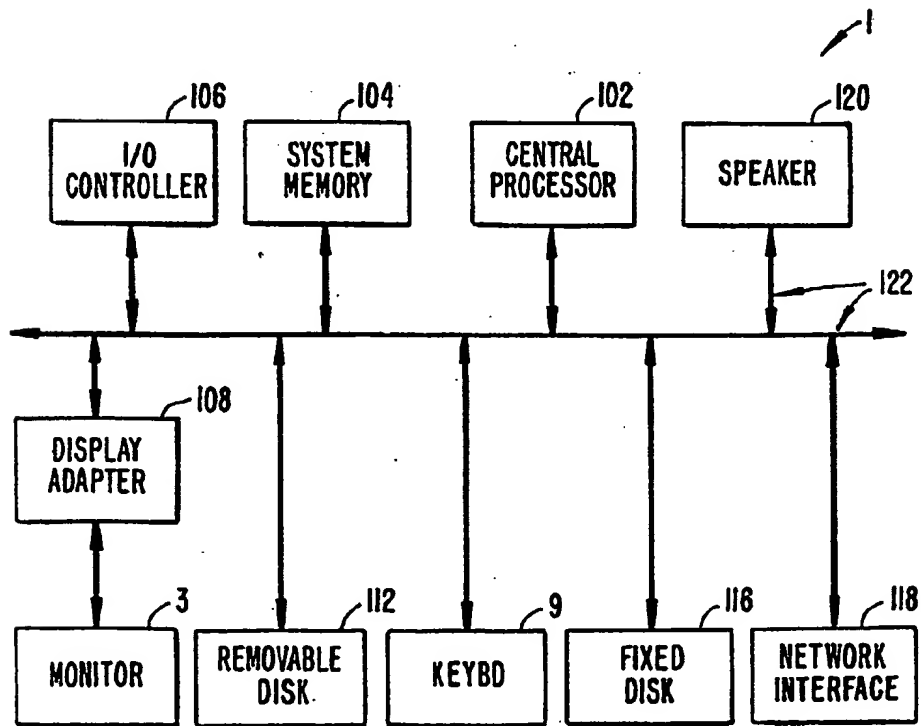 1
106
104
102
120
I/O
CONTROLLER
SYSTEM
MEMORY
CENTRAL
PROCESSOR
SPEAKER
122
108
DISPLAY
ADAPTER
3
112
9
116
118
MONITOR
REMOVABLE
DISK
KEYBD
FIXED
DISK
NETWORK
INTERFACE